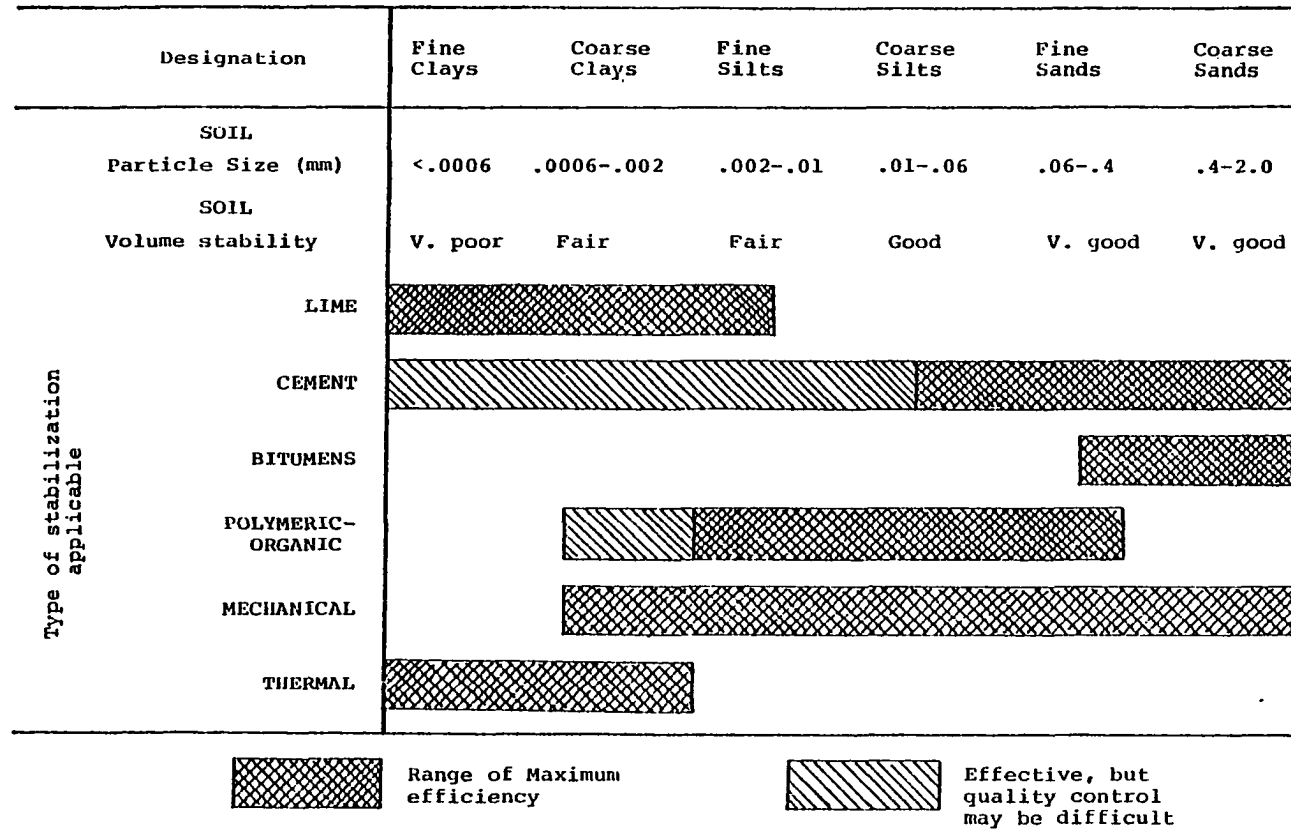 Designation
Fine Clays
Coarse Clays
Fine Silts
Coarse Silts
Fine Sands
Coarse Sands
SOIL
Particle Size (mm) <.0006 .0006-.002 .002-.01 .01-.06 .06-.4 .4-2.0
SOIL
Volume stability V. poor Fair Fair Good V. good V. good
Type of stabilization
applicable
LIME
CEMENT
BITUMENS
POLYMERIC-
ORGANIC
MECHANICAL
THERMAL
Range of Maximum
efficiency
Effective, but
quality control
may be difficult